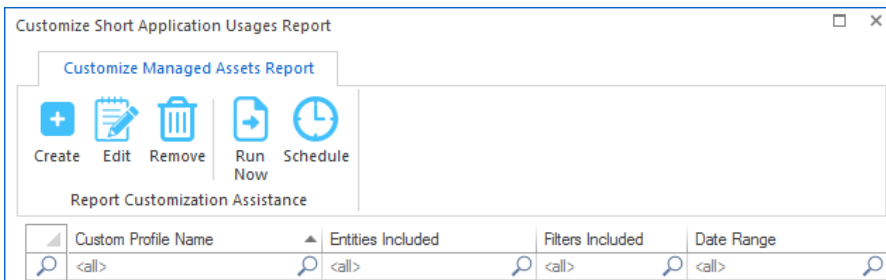 Customize Short Application Usages Report
Customize Managed Assets Report
Create Edit Remove Run Now Schedule
Report Customization Assistance
Custom Profile Name Entities Included Filters Included Date Range
<all> <all> <all> <all>